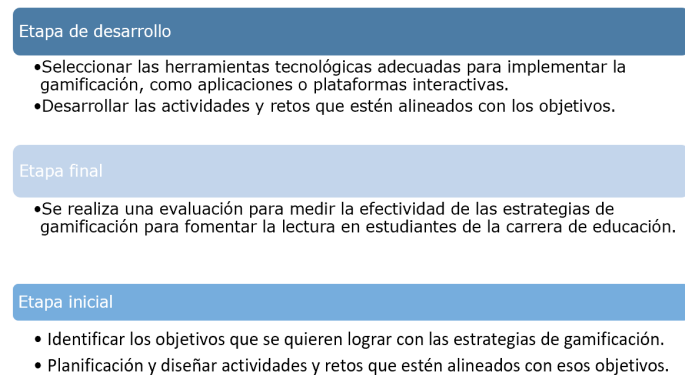 Etapa de desarrollo
•Seleccionar las herramientas tecnológicas adecuadas para implementar la
gamificación, como aplicaciones o plataformas interactivas.
•Desarrollar las actividades y retos que estén alineados con los objetivos.
Etapa final
•Se realiza una evaluación para medir la efectividad de las estrategias de
gamificación para fomentar la lectura en estudiantes de la carrera de educación.
Etapa inicial
• Identificar los objetivos que se quieren lograr con las estrategias de gamificación.
• Planificación y diseñar actividades y retos que estén alineados con esos objetivos.